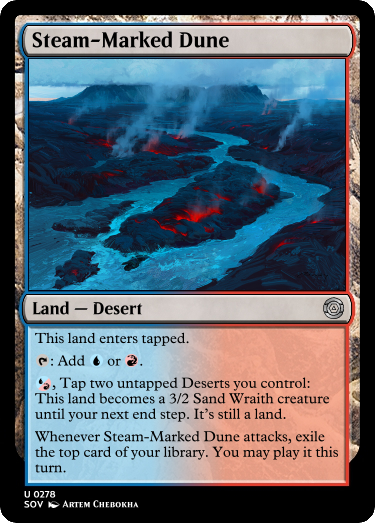 Steam-Marked Dune
Land — Desert
This land enters tapped.
: Add or .
, Tap two untapped Deserts you control:
This land becomes a 3/2 Sand Wraith creature
until your next end step. It's still a land.
Whenever Steam-Marked Dune attacks, exile
the top card of your library. You may play it this
turn.
U 0278
SOV ARTEM CHEBOKHA